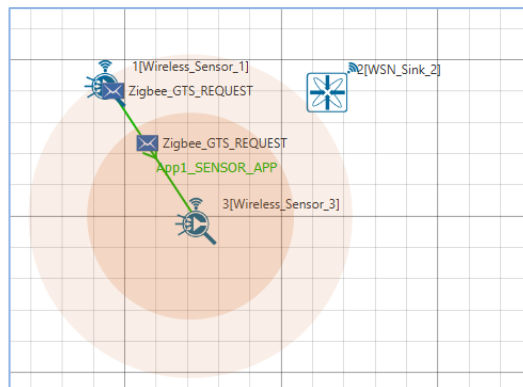 1[Wireless_Sensor_1]
2[WSN_Sink_2]
Zigbee_GTS_REQUEST
Zigbee_GTS_REQUEST
App1_SENSOR_APP
3[Wireless_Sensor_3]